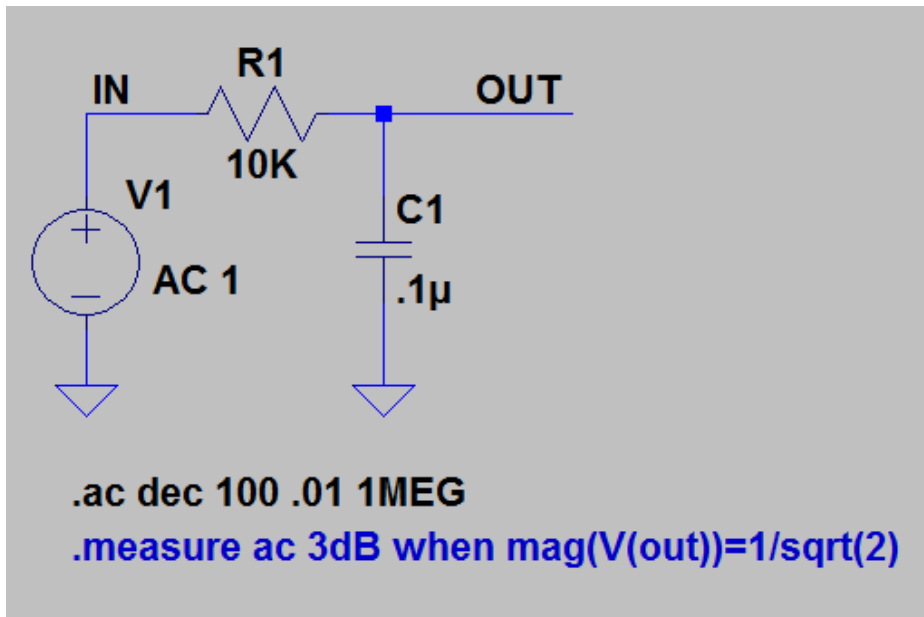 R1
IN
OUT
10K
V1
C1
AC 1
.1µ
.ac dec 100 .01 1MEG
.measure ac 3dB when mag(V(out))=1/sqrt(2)